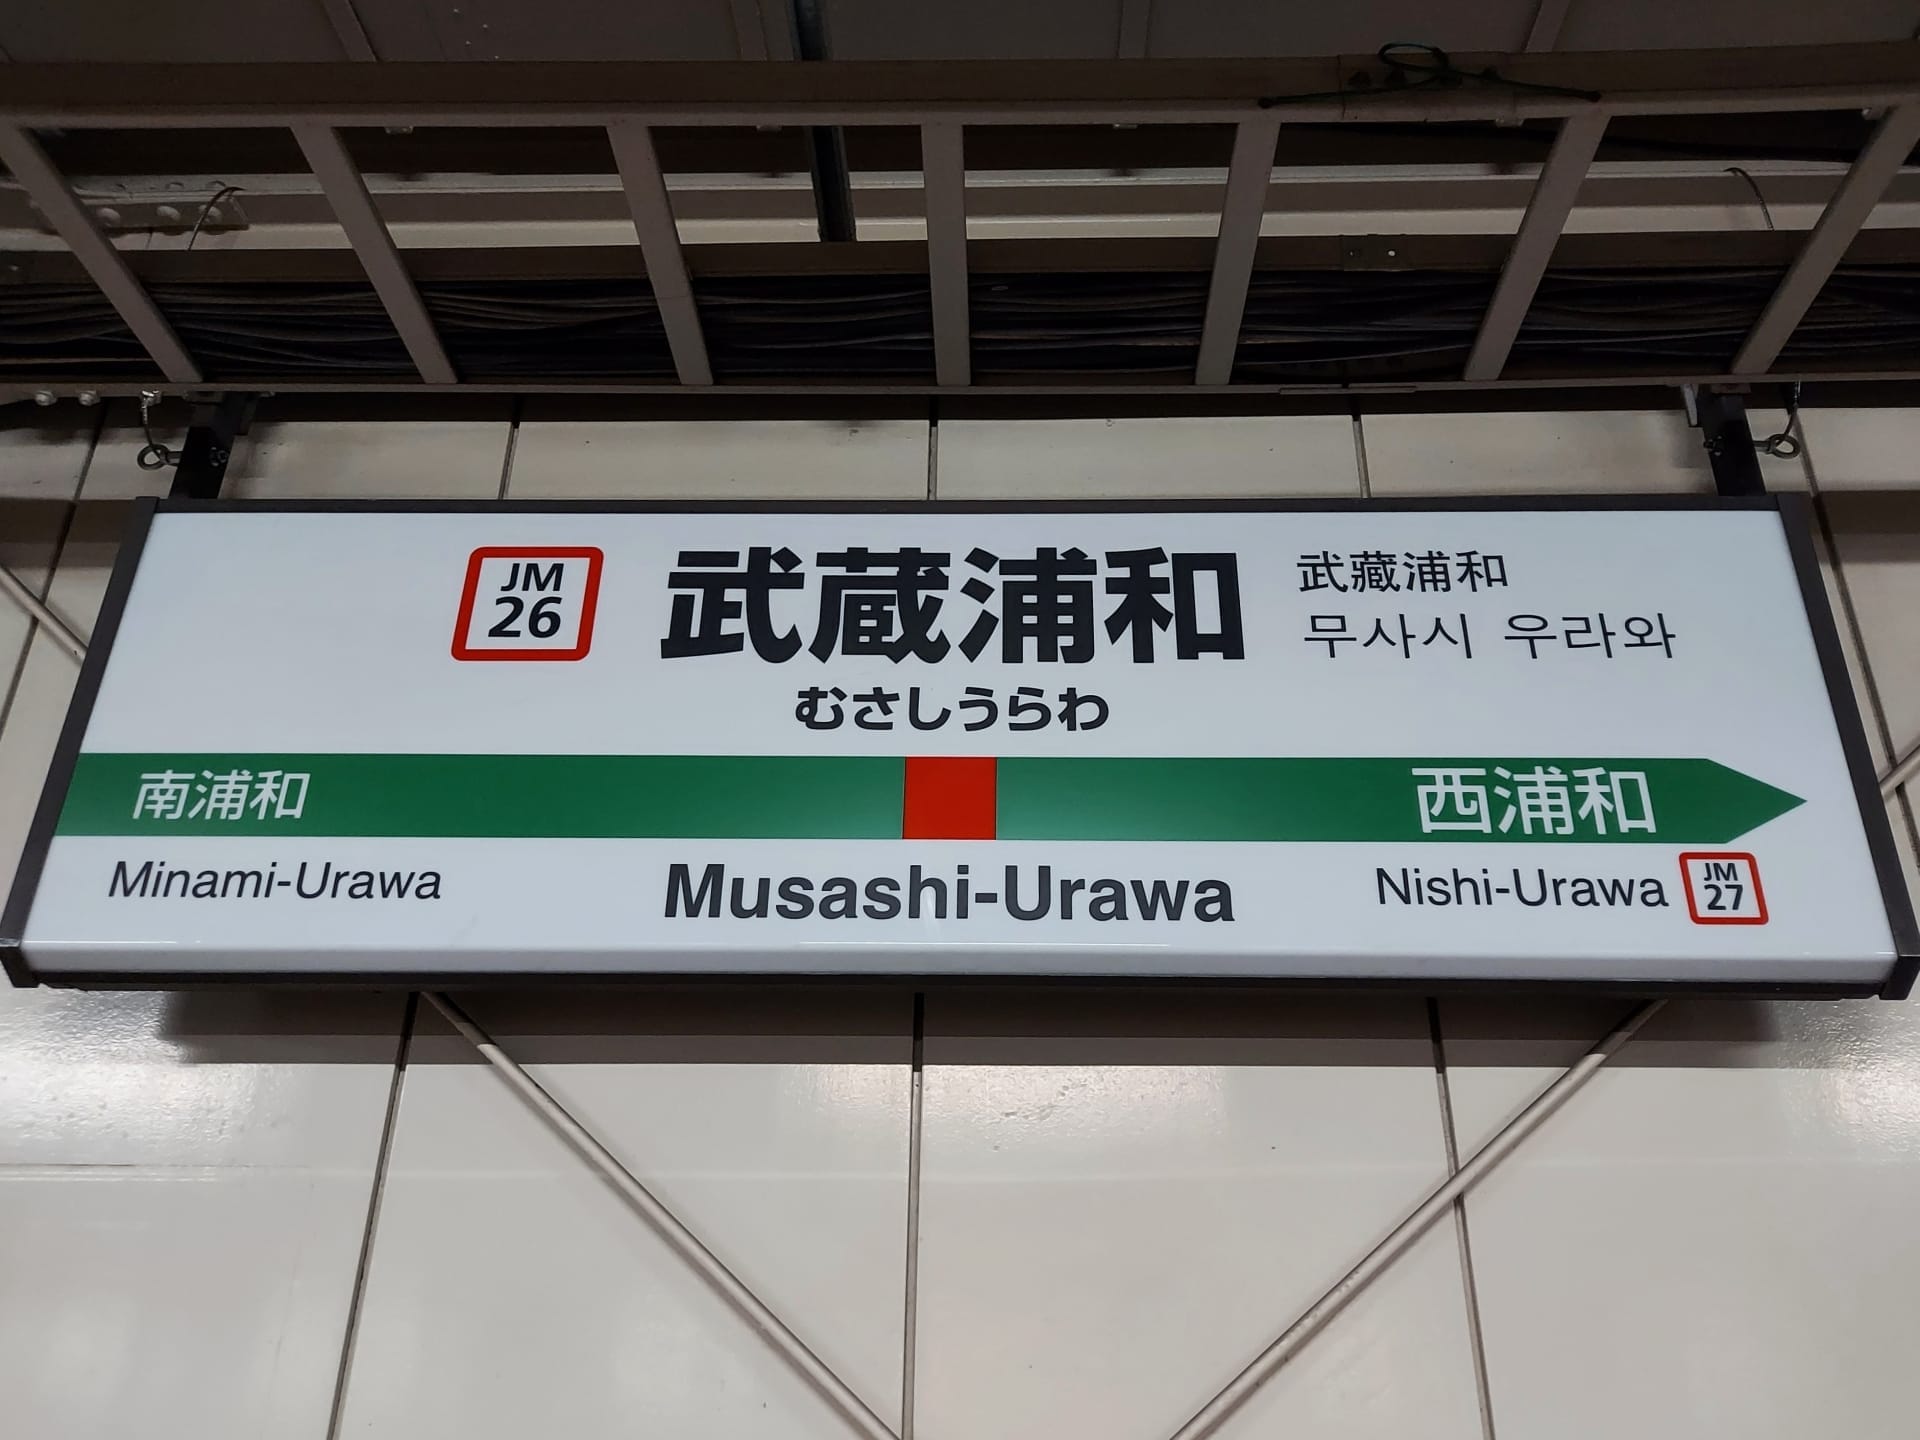 JM
26
武蔵浦和
武藏浦和
무사시 우라와
むさしうらわ
南浦和
西浦和
Minami-Urawa
Musashi-Urawa
Nishi-Urawa
JM
27